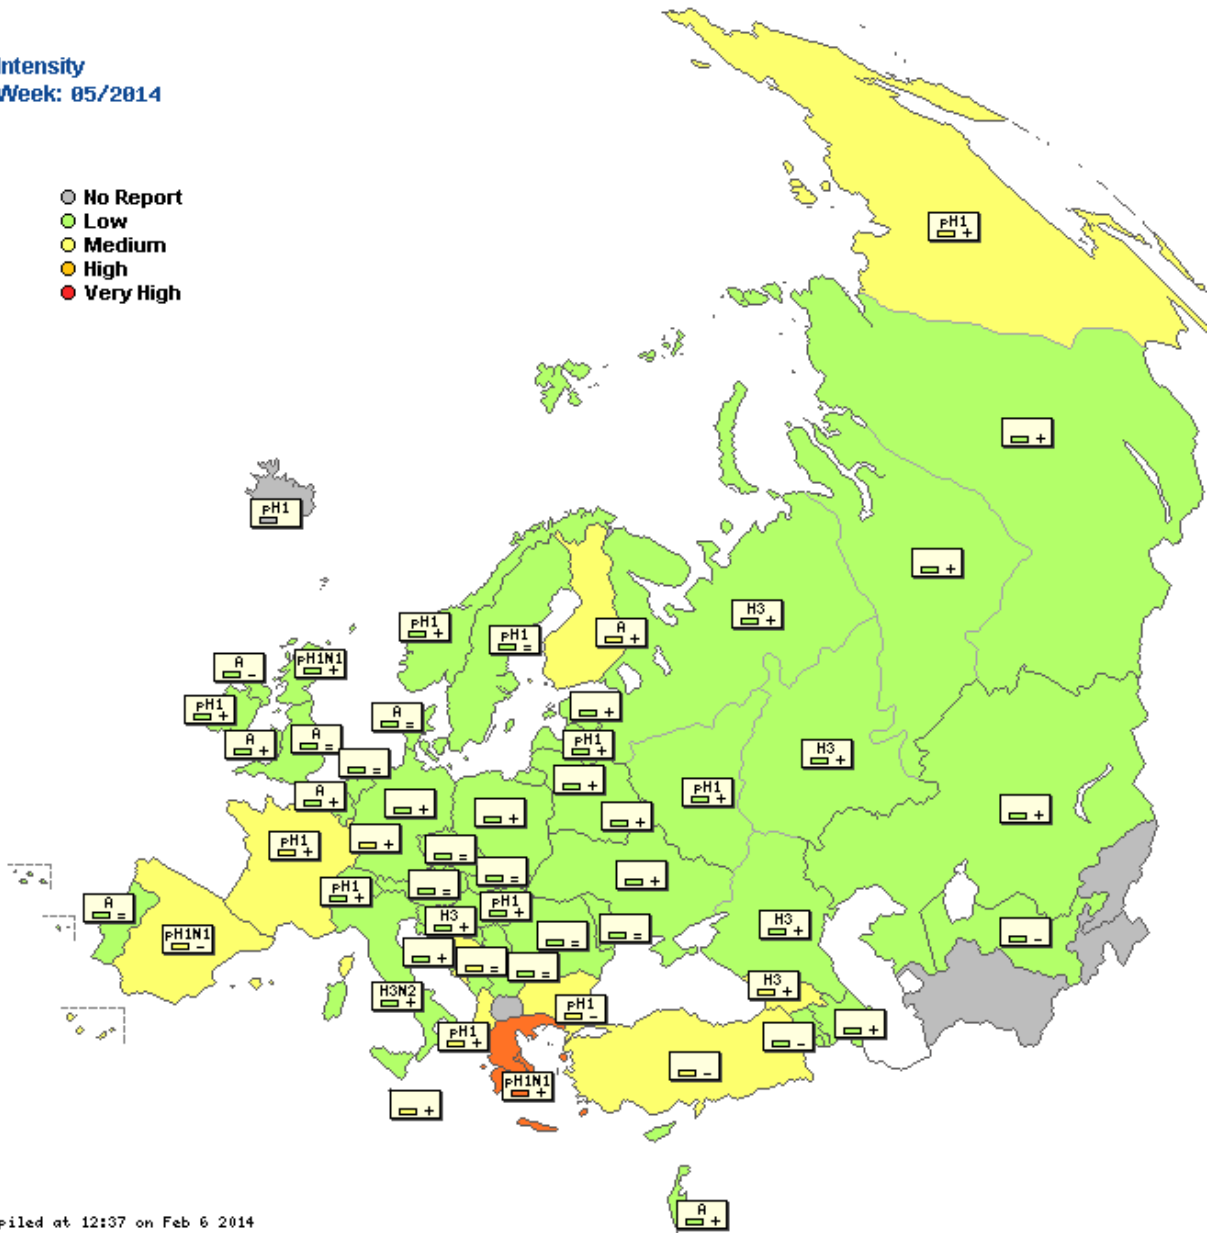 Intensity
Week: 05/2014
No Report
Low
Medium
High
Very High
pH1
+
+
+
pH1
H3
+
pH1
+
pH1
=
A
+
A
-
pH1N1
+
pH1
+
A
=
+
A
+
A
=
pH1
+
=
H3
+
+
pH1
+
A
+
+
+
+
+
pH1
+
+
=
=
+
pH1
+
=
A
=
pH1
+
H3
+
H3
+
pH1N1
-
=
=
-
+
=
=
H3
+
H3N2
+
pH1
-
+
pH1
+
-
-
pH1N1
+
+
A
+
piled at 12:37 on Feb 6 2014